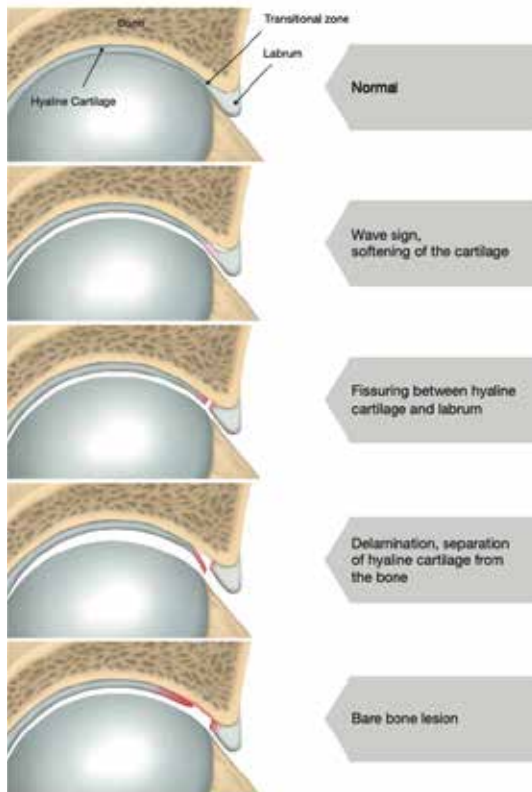 Transitional zone
Labrum
Hyaline Cartilage
Normal
Wave sign,
softening of the cartilage
Fissuring between hyaline
cartilage and labrum
Delamination, separation
of hyaline cartilage from
the bone
Bare bone lesion